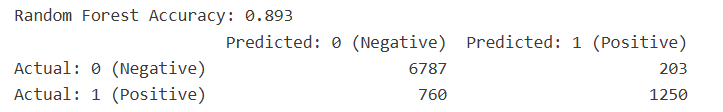 Random Forest Accuracy: 0.893
Predicted: 0 (Negative) Predicted: 1 (Positive)
Actual: 0 (Negative) 6787 203
Actual: 1 (Positive) 760 1250